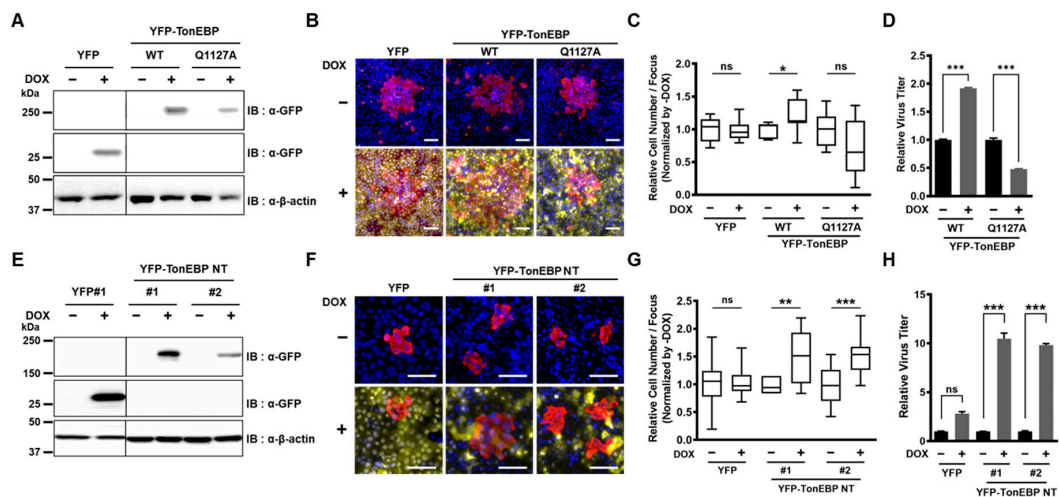 A
YFP-TonEBP
YFP WT Q1127A
DOX − + − + − +
kDa
250
IB : α-GFP
25
IB : α-GFP
50
37
IB : α-β-actin
B
YFP-TonEBP
YFP WT Q1127A
DOX
−
+
C
Relative Cell Number / Focus
(Normalized by -DOX)
2.0
1.5
1.0
0.5
0.0
ns * ns
DOX − + − + − +
YFP WT Q1127A
YFP-TonEBP
D
Relative Virus Titer
2.5
2.0
1.5
1.0
0.5
0.0
*** ***
DOX − + − +
WT Q1127A
YFP-TonEBP
E
YFP-TonEBP NT
YFP#1 #1 #2
DOX − + − + − +
kDa
250
150
IB : α-GFP
25
IB : α-GFP
50
37
IB : α-β-actin
F
YFP-TonEBP NT
YFP #1 #2
DOX
−
+
G
Relative Cell Number / Focus
(Normalized by -DOX)
2.5
2.0
1.5
1.0
0.5
0.0
ns ** ***
DOX − + − + − +
YFP #1 #2
YFP-TonEBP NT
H
Relative Virus Titer
15
10
5
0
ns *** ***
DOX − + − + − +
YFP #1 #2
YFP-TonEBP NT